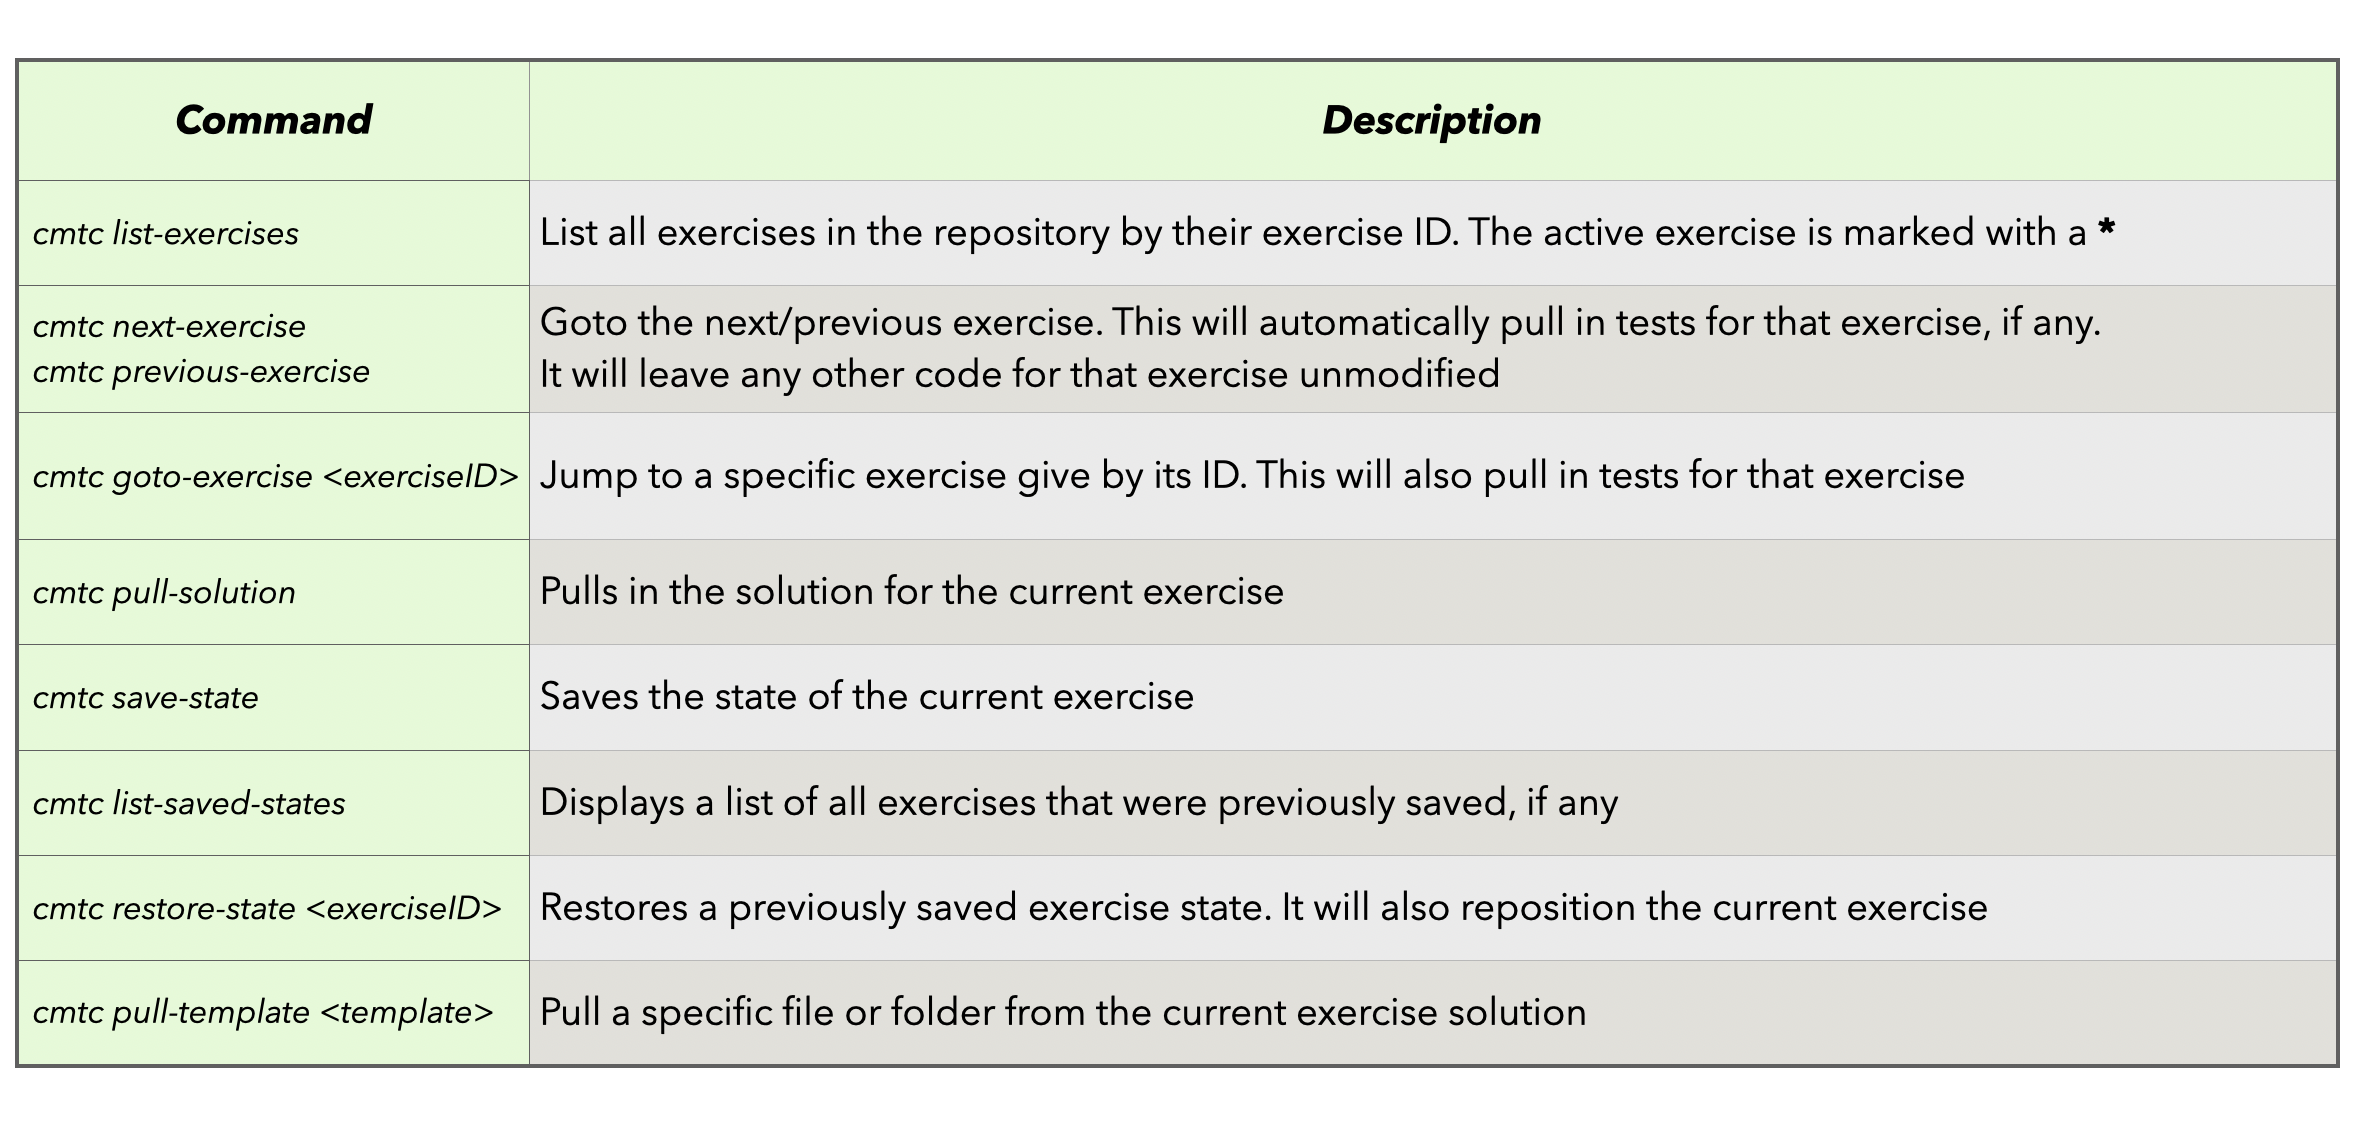 Command
Description
cmtc list-exercises
List all exercises in the repository by their exercise ID. The active exercise is marked with a *
cmtc next-exercise
cmtc previous-exercise
Goto the next/previous exercise. This will automatically pull in tests for that exercise, if any.
It will leave any other code for that exercise unmodified
cmtc goto-exercise <exerciseID>
Jump to a specific exercise give by its ID. This will also pull in tests for that exercise
cmtc pull-solution
Pulls in the solution for the current exercise
cmtc save-state
Saves the state of the current exercise
cmtc list-saved-states
Displays a list of all exercises that were previously saved, if any
cmtc restore-state <exerciseID>
Restores a previously saved exercise state. It will also reposition the current exercise
cmtc pull-template <template>
Pull a specific file or folder from the current exercise solution